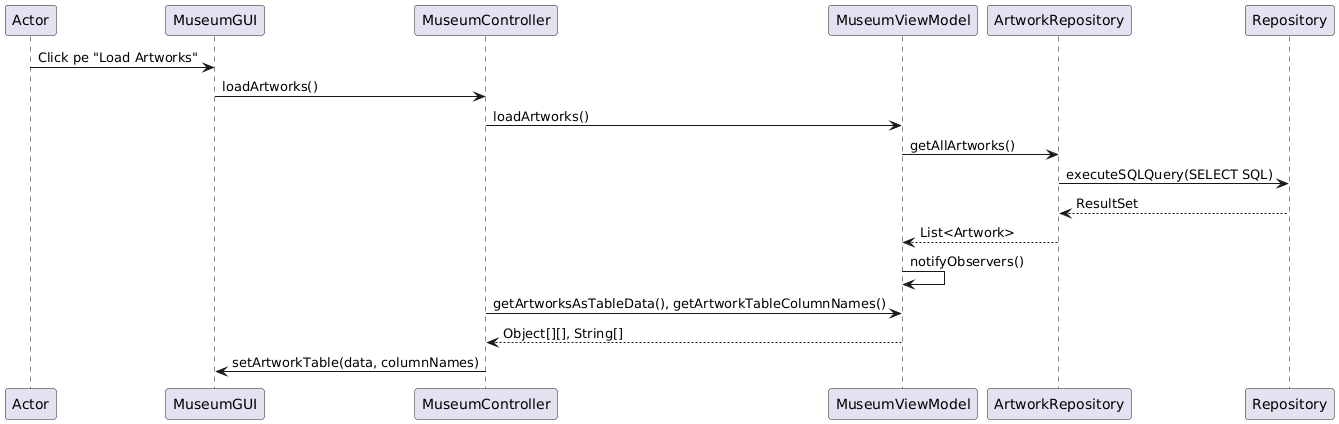 Actor MuseumGUI MuseumController MuseumViewModel ArtworkRepository Repository
Click pe "Load Artworks"
loadArtworks()
loadArtworks()
getAllArtworks()
executeSQLQuery(SELECT SQL)
ResultSet
List<Artwork>
notifyObservers()
getArtworksAsTableData(), getArtworkTableColumnNames()
Object[][], String[]
setArtworkTable(data, columnNames)
Actor MuseumGUI MuseumController MuseumViewModel ArtworkRepository Repository